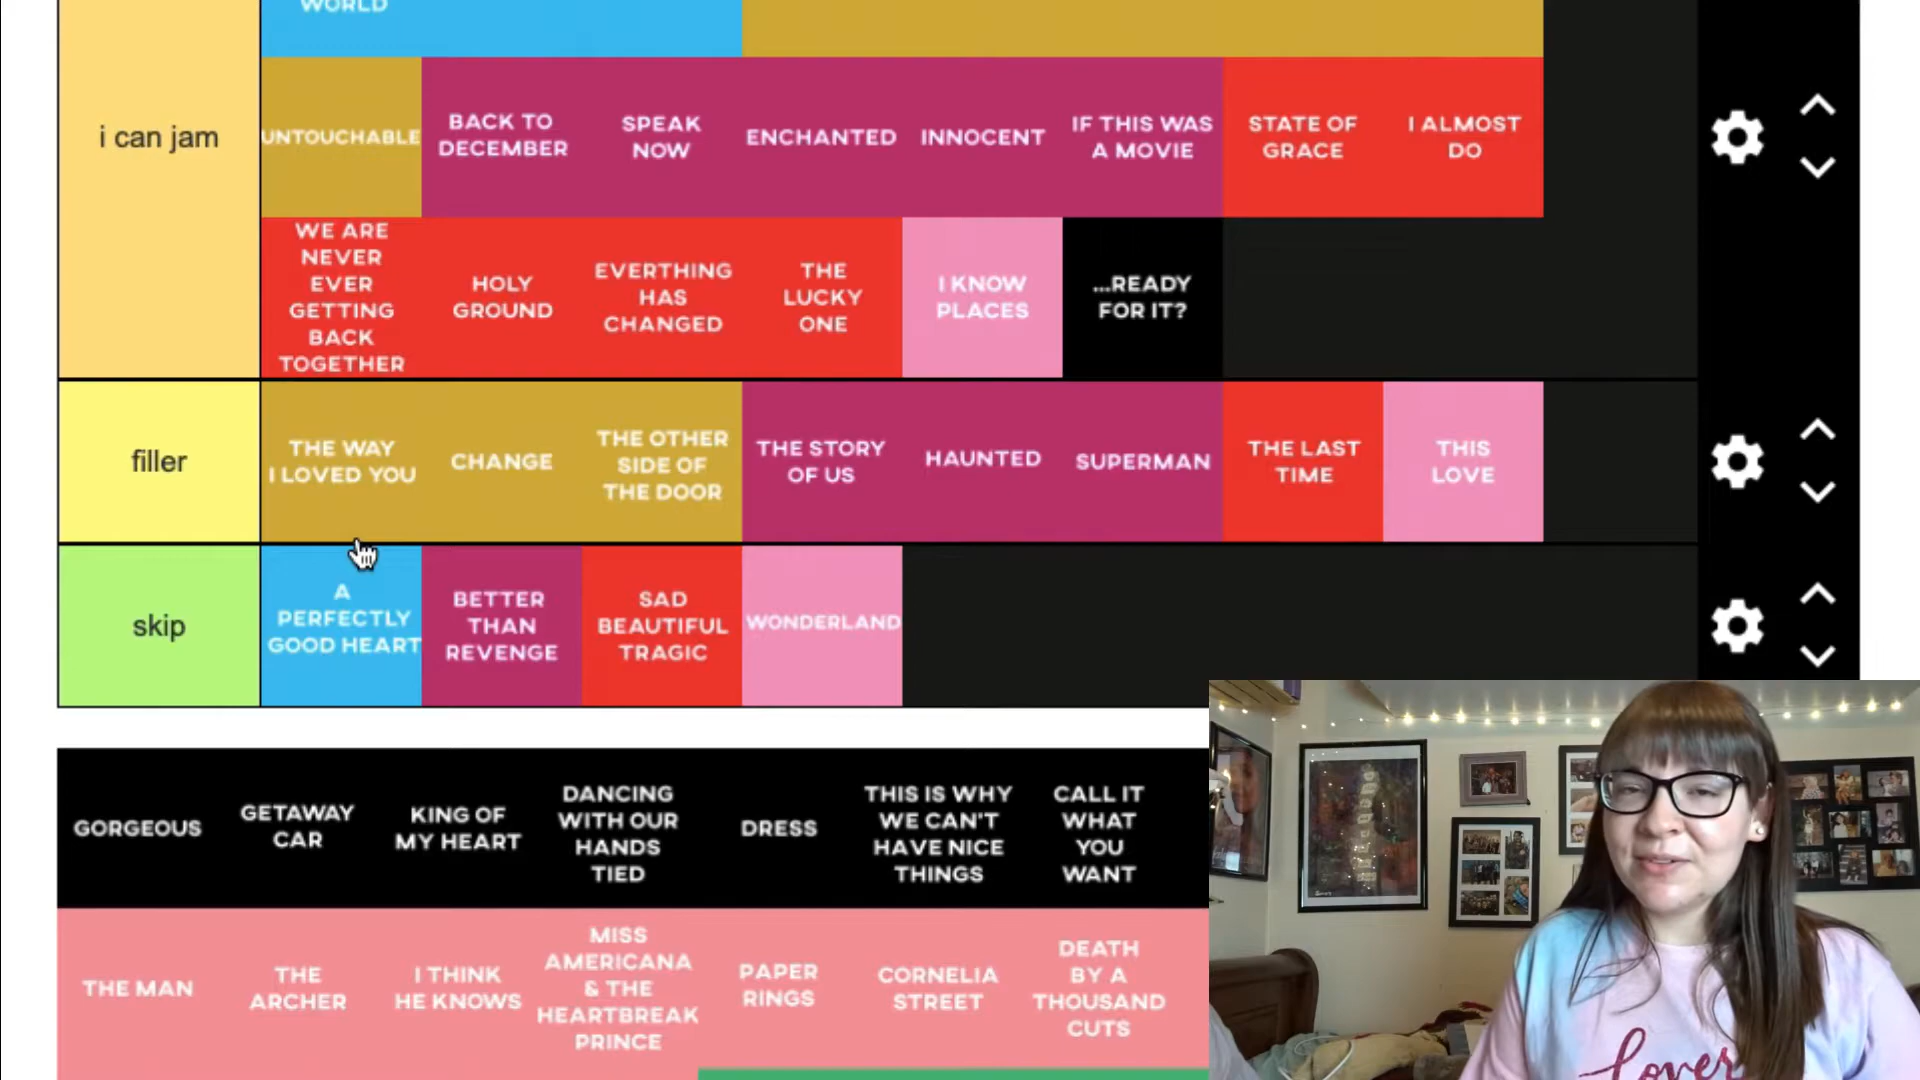 WORLD
i can jam
UNTOUCHABLE
BACK TO
DECEMBER
SPEAK
NOW
ENCHANTED
INNOCENT
IF THIS WAS
A MOVIE
STATE OF
GRACE
I ALMOST
DO
WE ARE
NEVER
EVER
GETTING
BACK
TOGETHER
HOLY
GROUND
EVERTHING
HAS
CHANGED
THE
LUCKY
ONE
I KNOW
PLACES
...READY
FOR IT?
filler
THE WAY
I LOVED YOU
CHANGE
THE OTHER
SIDE OF
THE DOOR
THE STORY
OF US
HAUNTED
SUPERMAN
THE LAST
TIME
THIS
LOVE
skip
A
PERFECTLY
GOOD HEART
BETTER
THAN
REVENGE
SAD
BEAUTIFUL
TRAGIC
WONDERLAND
GORGEOUS
GETAWAY
CAR
KING OF
MY HEART
DANCING
WITH OUR
HANDS
TIED
DRESS
THIS IS WHY
WE CAN'T
HAVE NICE
THINGS
CALL IT
WHAT
YOU
WANT
THE MAN
THE
ARCHER
I THINK
HE KNOWS
MISS
AMERICANA
& THE
HEARTBREAK
PRINCE
PAPER
RINGS
CORNELIA
STREET
DEATH
BY A
THOUSAND
CUTS
Lover